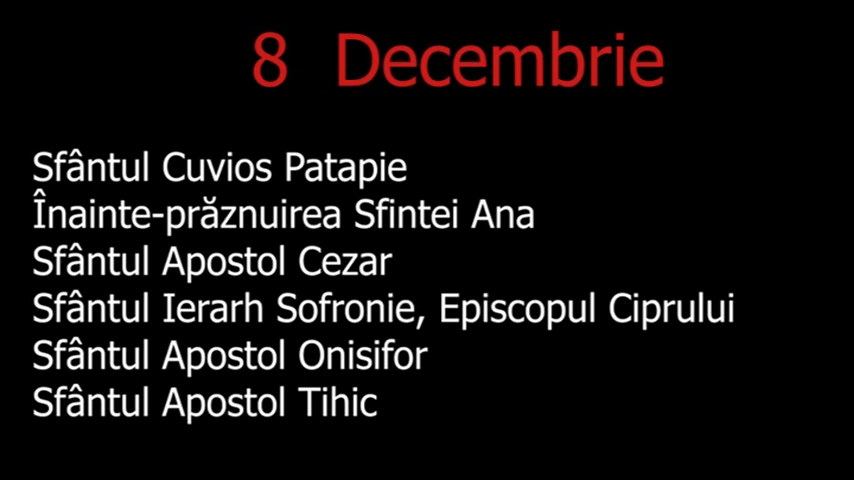 8 Decembrie
Sfântul Cuvios Patapie
Înainte-prăznuirea Sfintei Ana
Sfântul Apostol Cezar
Sfântul Ierarh Sofronie, Episcopul Ciprului
Sfântul Apostol Onisifor
Sfântul Apostol Tihic